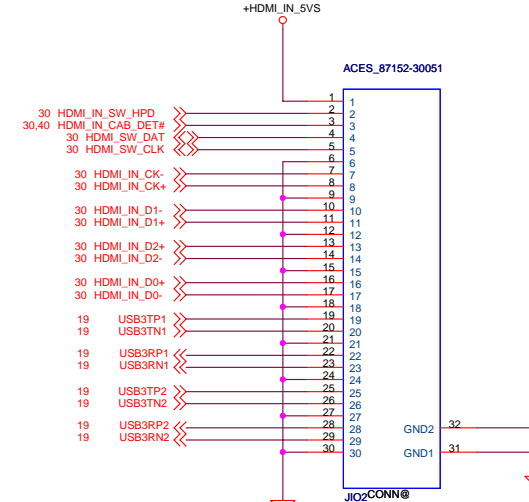 +HDMI_IN_5VS
ACES_87152-30051
1 1
30 HDMI_IN_SW_HPD 2 2
30,40 HDMI_IN_CAB_DET# 3 3
30 HDMI_SW_DAT 4 4
30 HDMI_SW_CLK 5 5
6 6
30 HDMI_IN_CK- 7 7
30 HDMI_IN_CK+ 8 8
9 9
30 HDMI_IN_D1- 10 10
30 HDMI_IN_D1+ 11 11
12 12
30 HDMI_IN_D2+ 13 13
30 HDMI_IN_D2- 14 14
15 15
30 HDMI_IN_D0+ 16 16
30 HDMI_IN_D0- 17 17
18 18
19 USB3TP1 19 19
19 USB3TN1 20 20
21 21
19 USB3RP1 22 22
19 USB3RN1 23 23
24 24
19 USB3TP2 25 25
19 USB3TN2 26 26
27 27
19 USB3RP2 28 28 GND2 32
19 USB3RN2 29 29
30 30 GND1 31
JIO2 CONN@